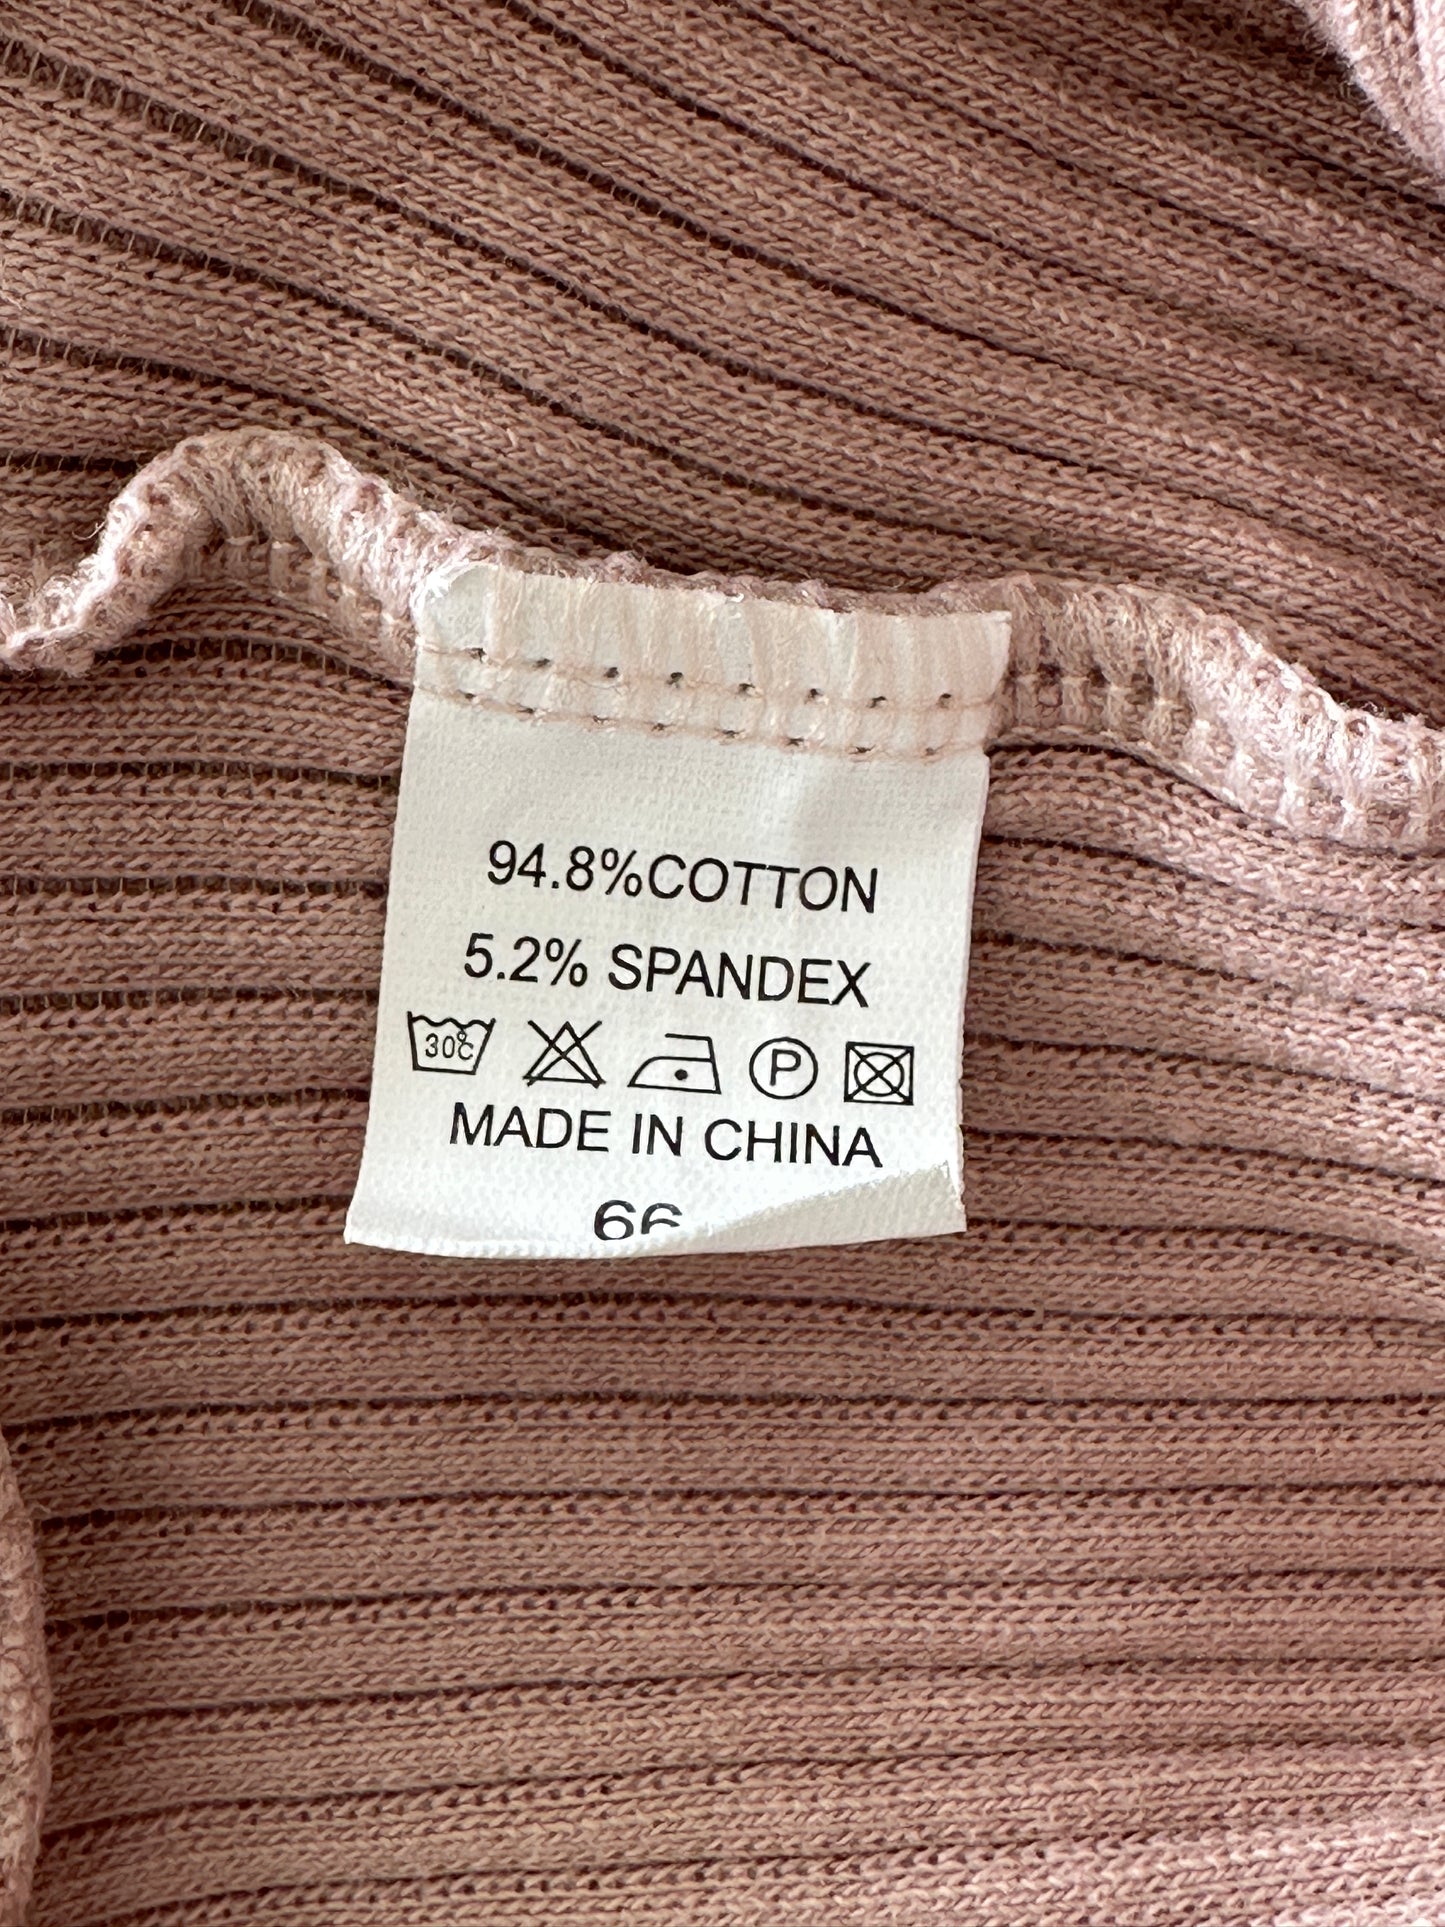 94.8%COTTON
5.2% SPANDEX
30℃ P
MADE IN CHINA
66